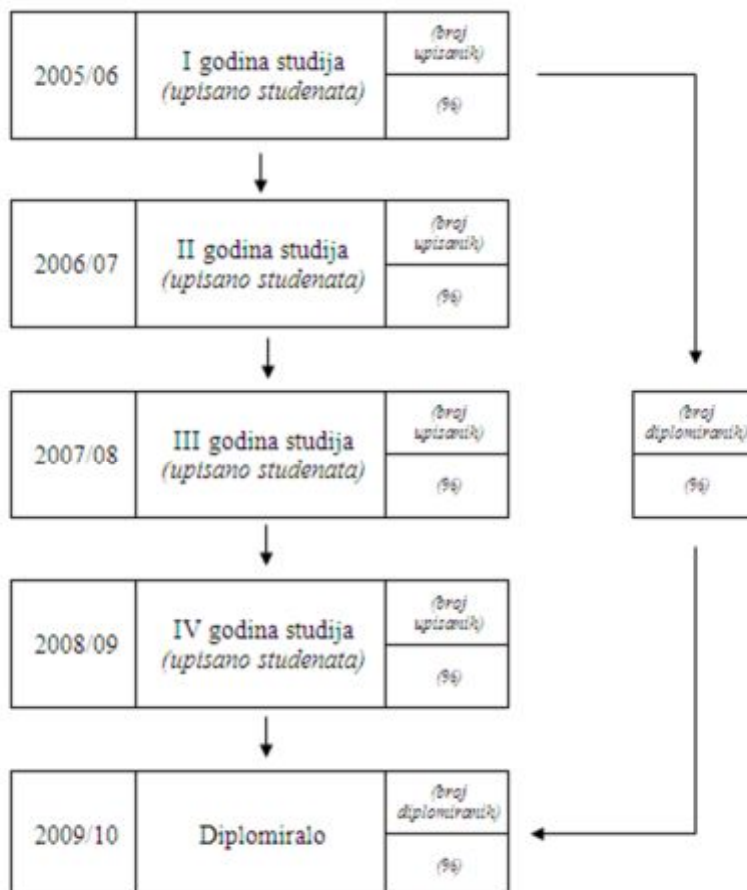 2005/06
I godina studija
(upisano studenata)
(broj
upisanih)
(%)
2006/07
II godina studija
(upisano studenata)
(broj
upisanih)
(%)
2007/08
III godina studija
(upisano studenata)
(broj
upisanih)
(%)
(broj
diplomiranih)
(%)
2008/09
IV godina studija
(upisano studenata)
(broj
upisanih)
(%)
2009/10
Diplomiralo
(broj
diplomiranih)
(%)